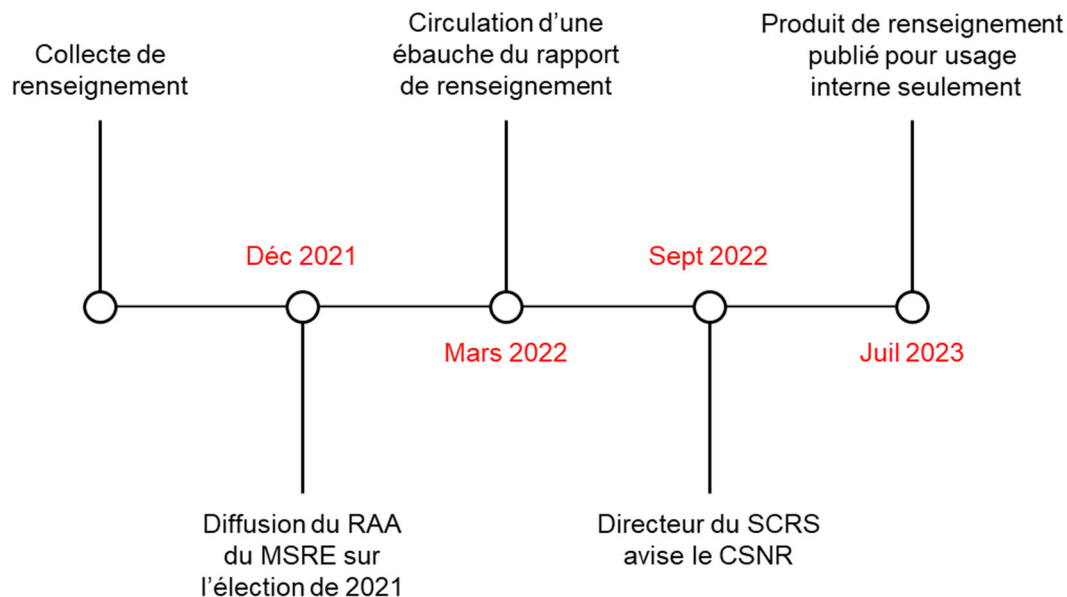 Collecte de
renseignement
Circulation d’une
ébauche du rapport
de renseignement
Produit de renseignement
publié pour usage
interne seulement
Déc 2021
Sept 2022
Mars 2022
Juil 2023
Diffusion du RAA
du MSRE sur
l’élection de 2021
Directeur du SCRS
avise le CSNR